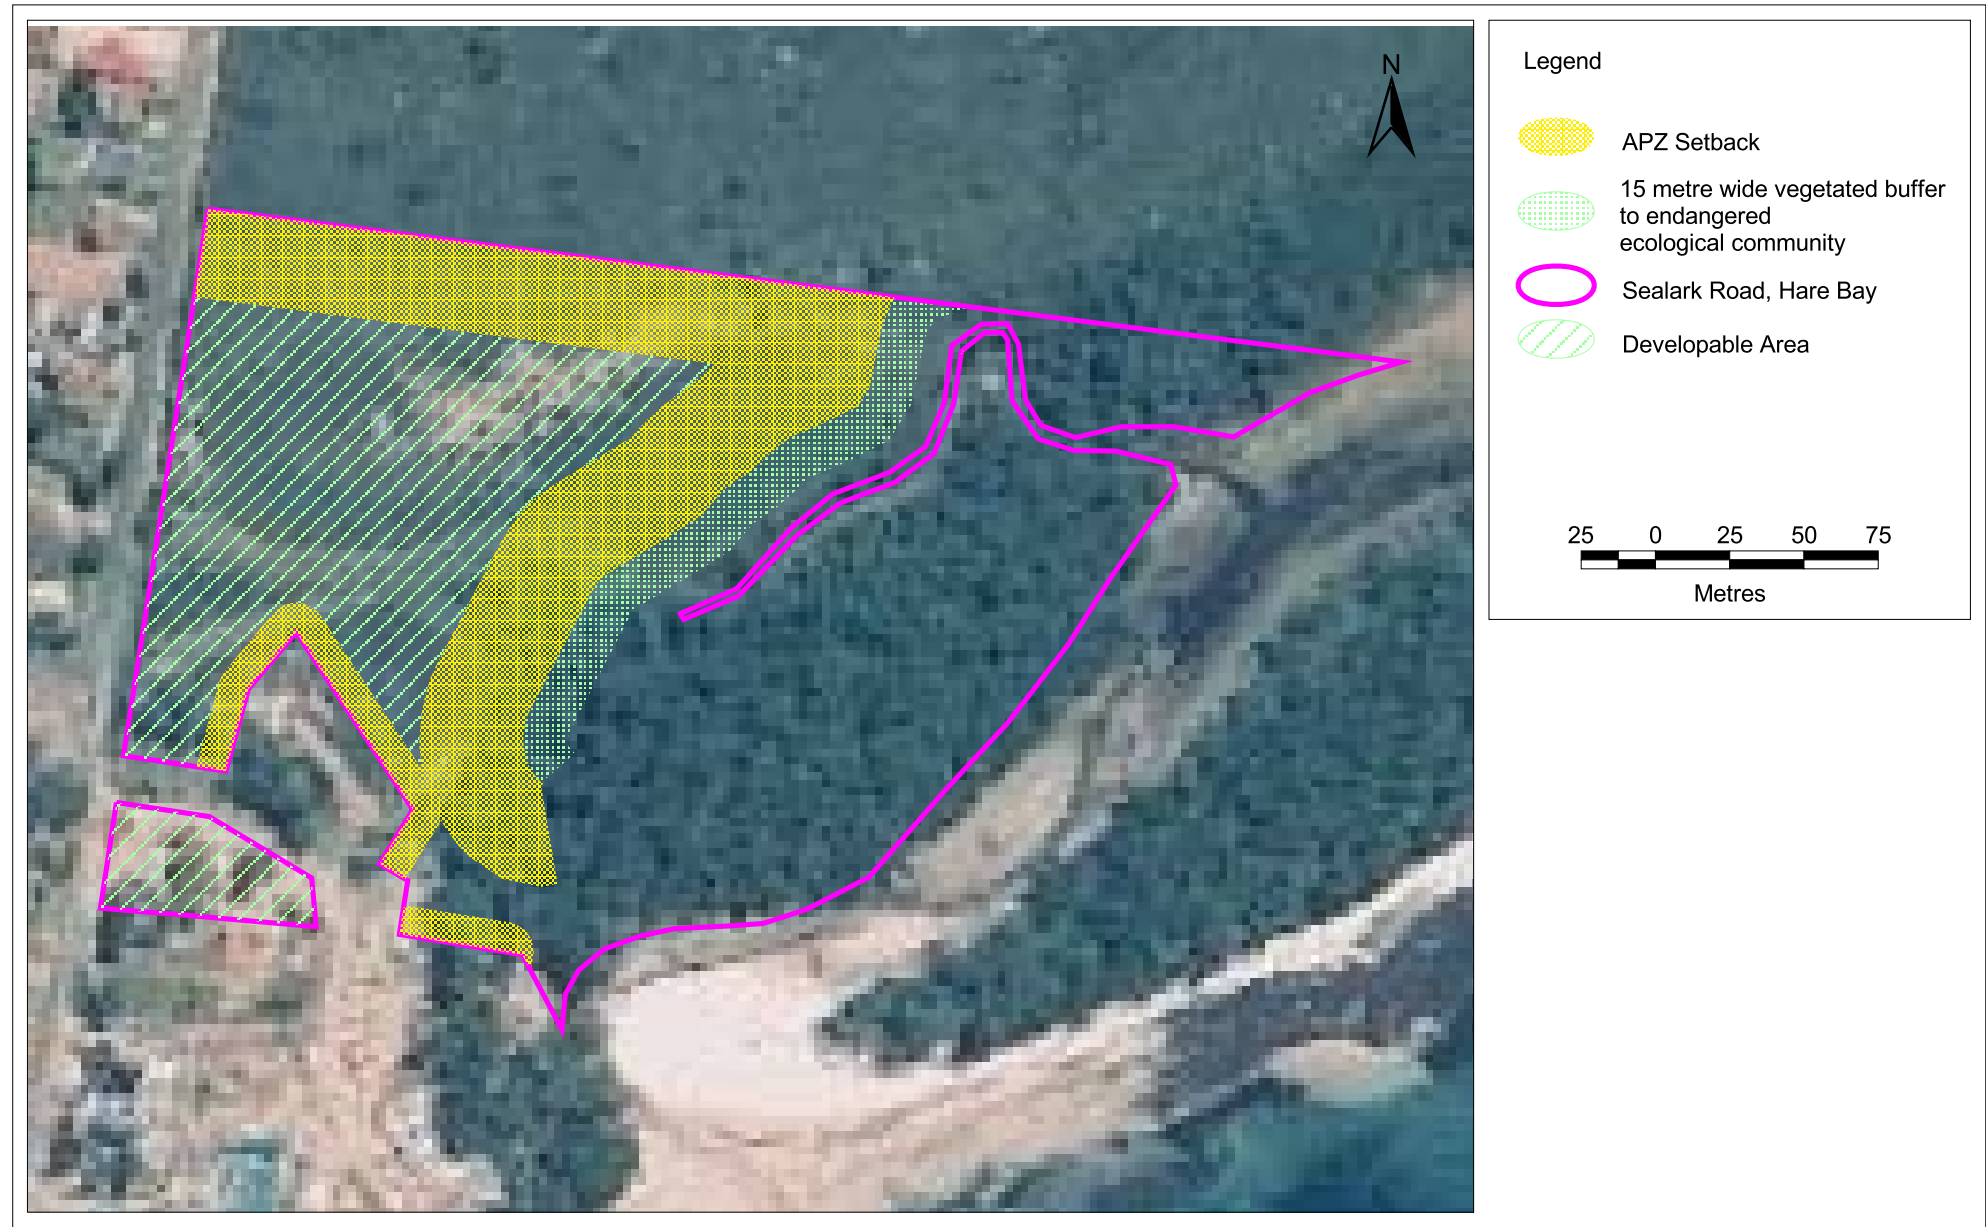 N
Legend
APZ Setback
15 metre wide vegetated buffer
to endangered
ecological community
Sealark Road, Hare Bay
Developable Area
25 0 25 50 75
Metres